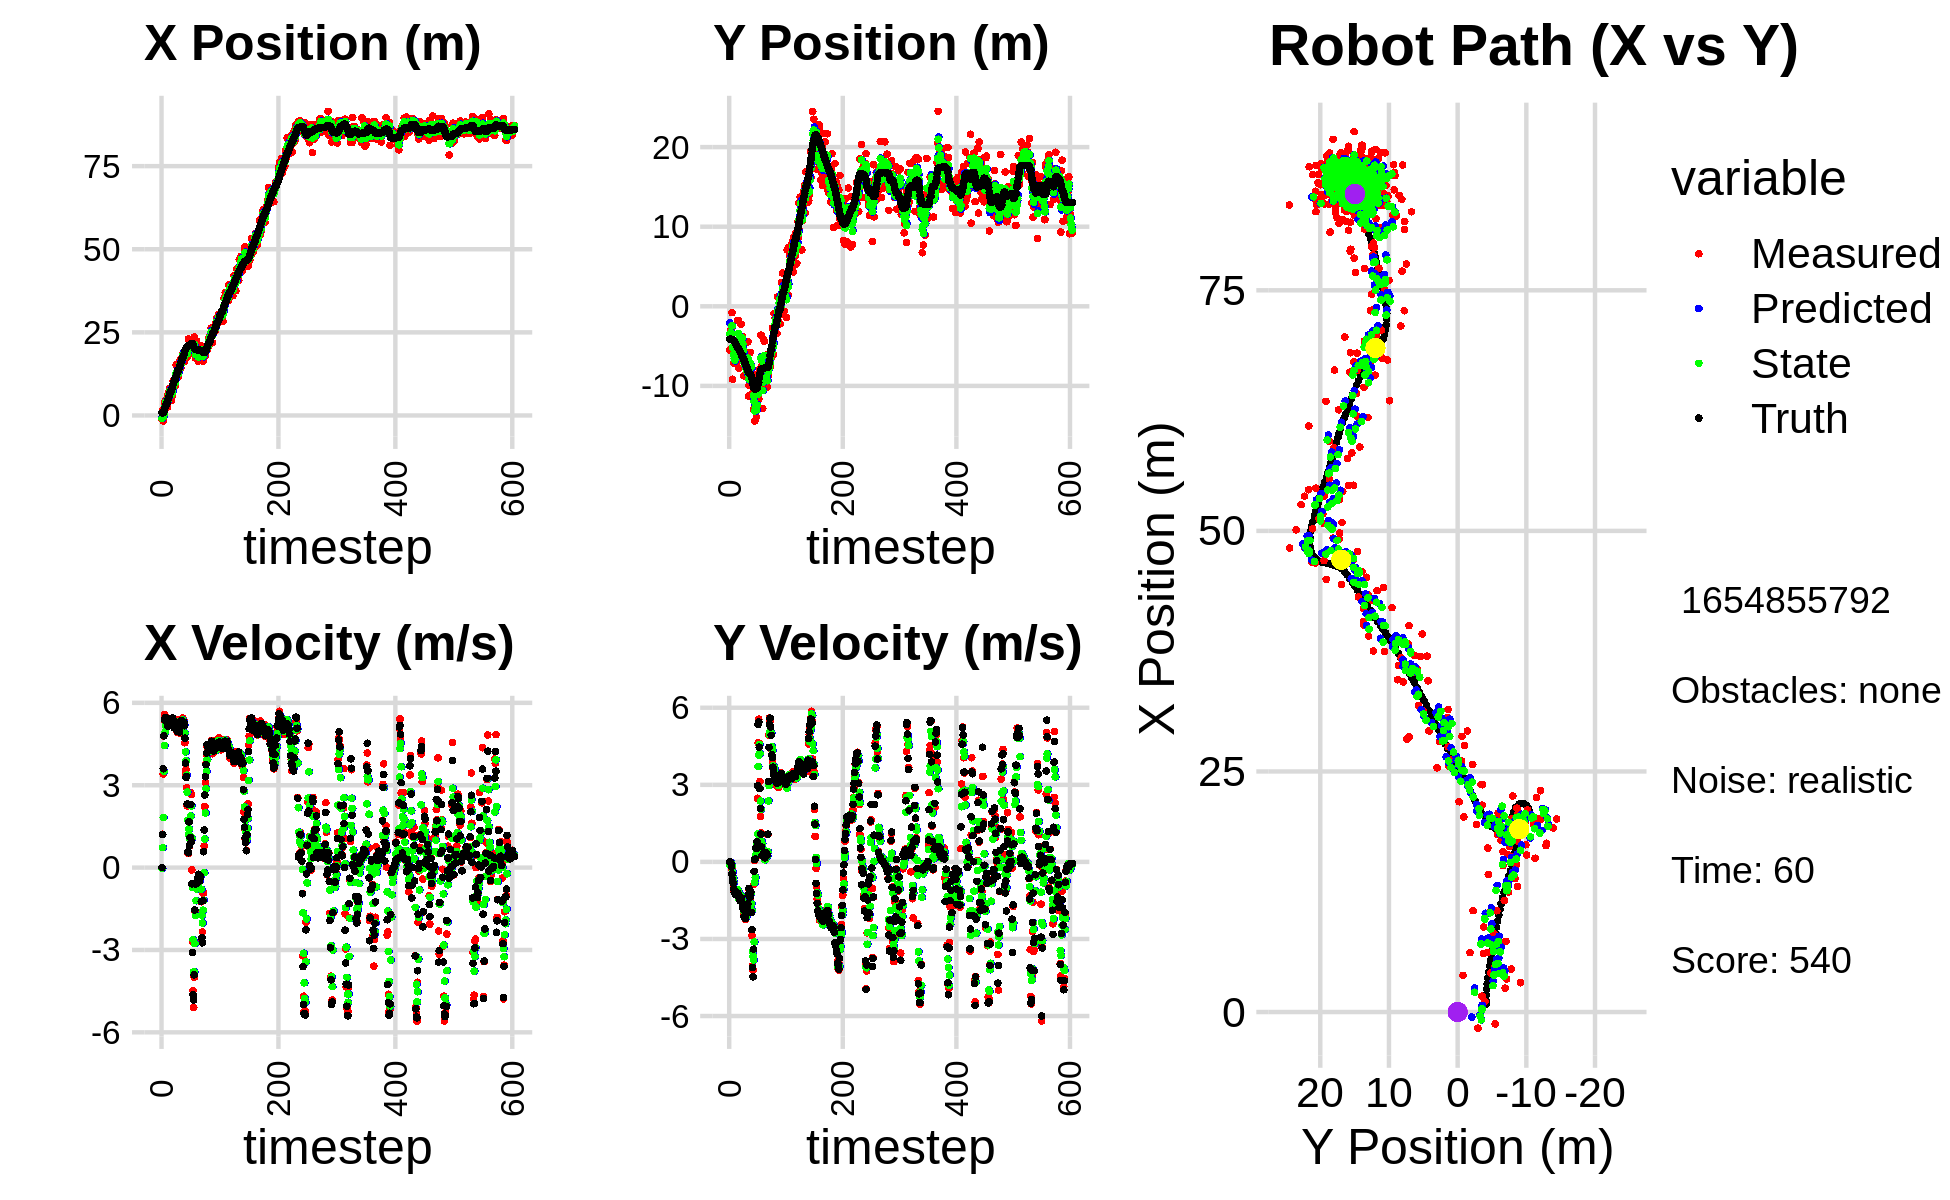 X Position (m)
75
50
25
0
0
200
400
600
timestep
Y Position (m)
20
10
0
-10
0
200
400
600
timestep
X Velocity (m/s)
6
3
0
-3
-6
0
200
400
600
timestep
Y Velocity (m/s)
6
3
0
-3
-6
0
200
400
600
timestep
Robot Path (X vs Y)
X Position (m)
75
50
25
0
20 10 0 -10 -20
Y Position (m)
variable
Measured
Predicted
State
Truth
1654855792
Obstacles: none
Noise: realistic
Time: 60
Score: 540